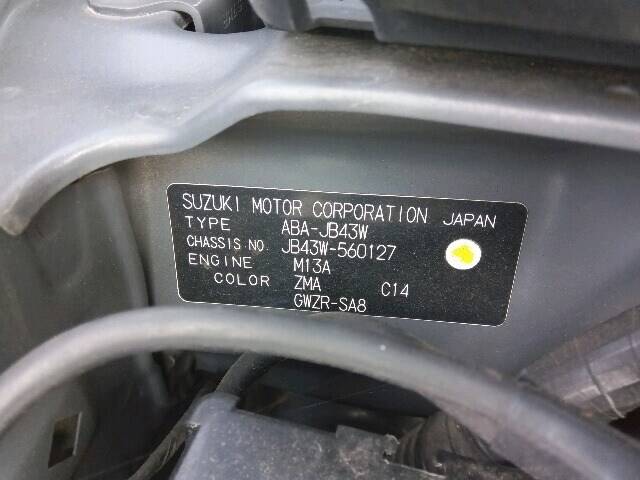 SUZUKI MOTOR CORPORATION JAPAN
TYPE ABA-JB43W
CHASSIS NO. JB43W-560127
ENGINE M13A
COLOR ZMA C14
GWZR-SA8